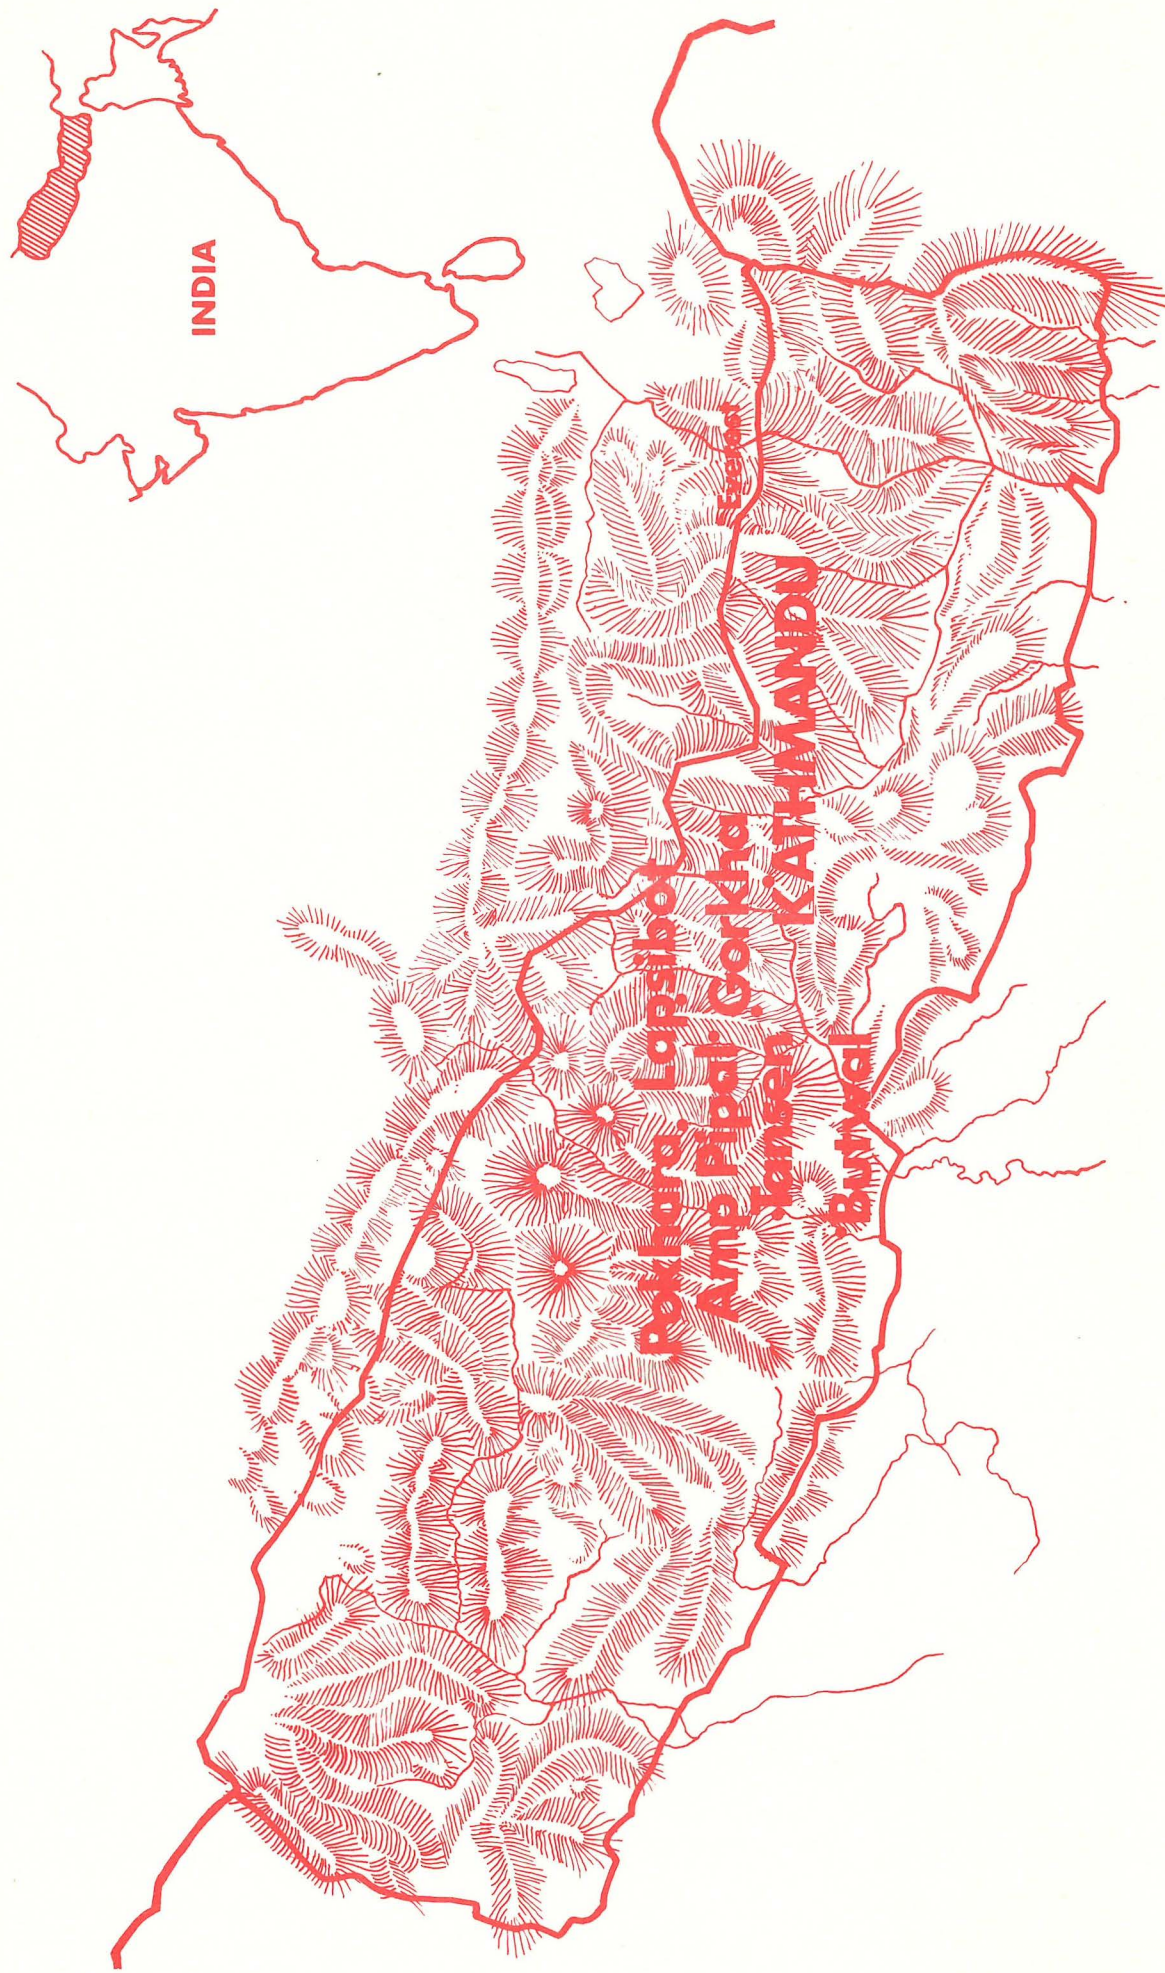 INDIA
Pokhara. Lapsibot
Everest
Amp Pipal· Gorkha
·Tansen KATHMANDU
·Butwal